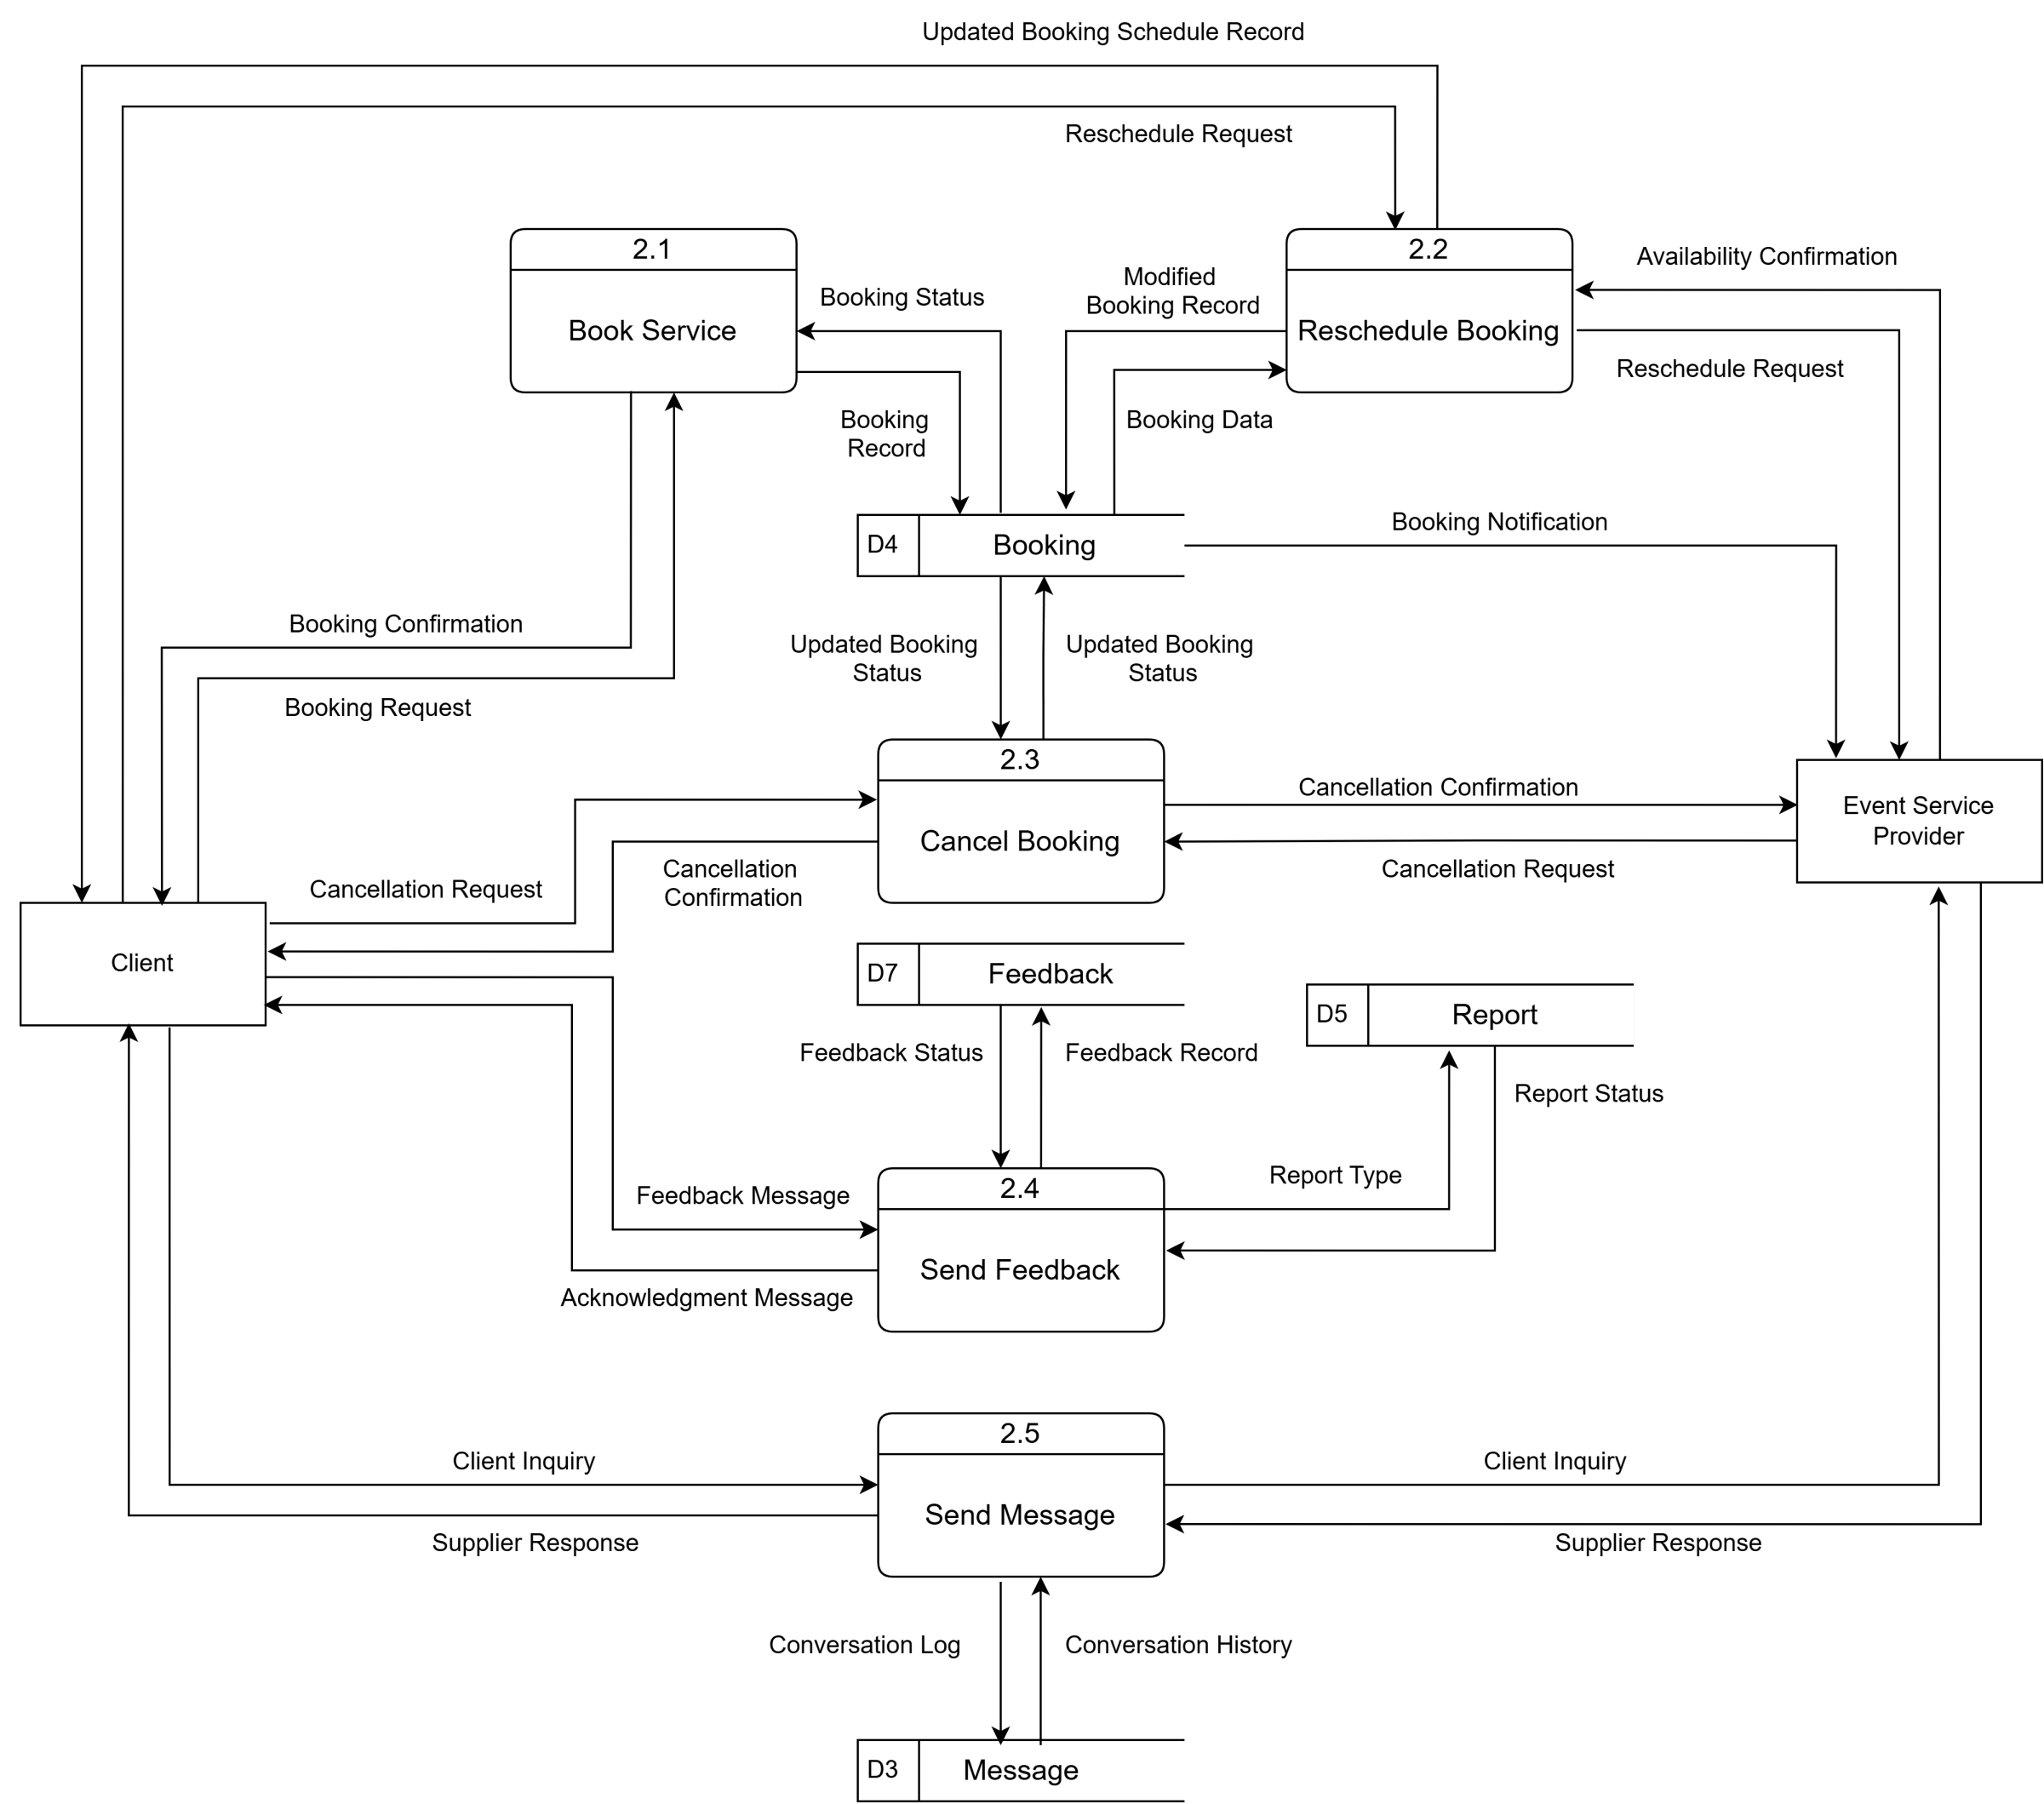 Updated Booking Schedule Record
Reschedule Request
2.1
Book Service
2.2
Reschedule Booking
Availability Confirmation
Reschedule Request
Booking Status
Modified
Booking Record
Booking
Record
Booking Data
D4
Booking
Booking Notification
Booking Confirmation
Booking Request
Updated Booking
Status
Updated Booking
Status
2.3
Cancel Booking
Cancellation Confirmation
Cancellation Request
Event Service
Provider
Cancellation Request
Cancellation
Confirmation
Client
D7
Feedback
D5
Report
Feedback Status
Feedback Record
Report Status
Report Type
2.4
Send Feedback
Feedback Message
Acknowledgment Message
2.5
Send Message
Client Inquiry
Client Inquiry
Supplier Response
Supplier Response
Conversation Log
Conversation History
D3
Message